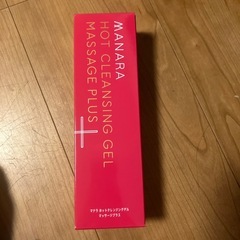 MANARA
HOT CLEANSING GEL
MASSAGE PLUS
+
マナラ ホットクレンジングゲル
マッサージプラス